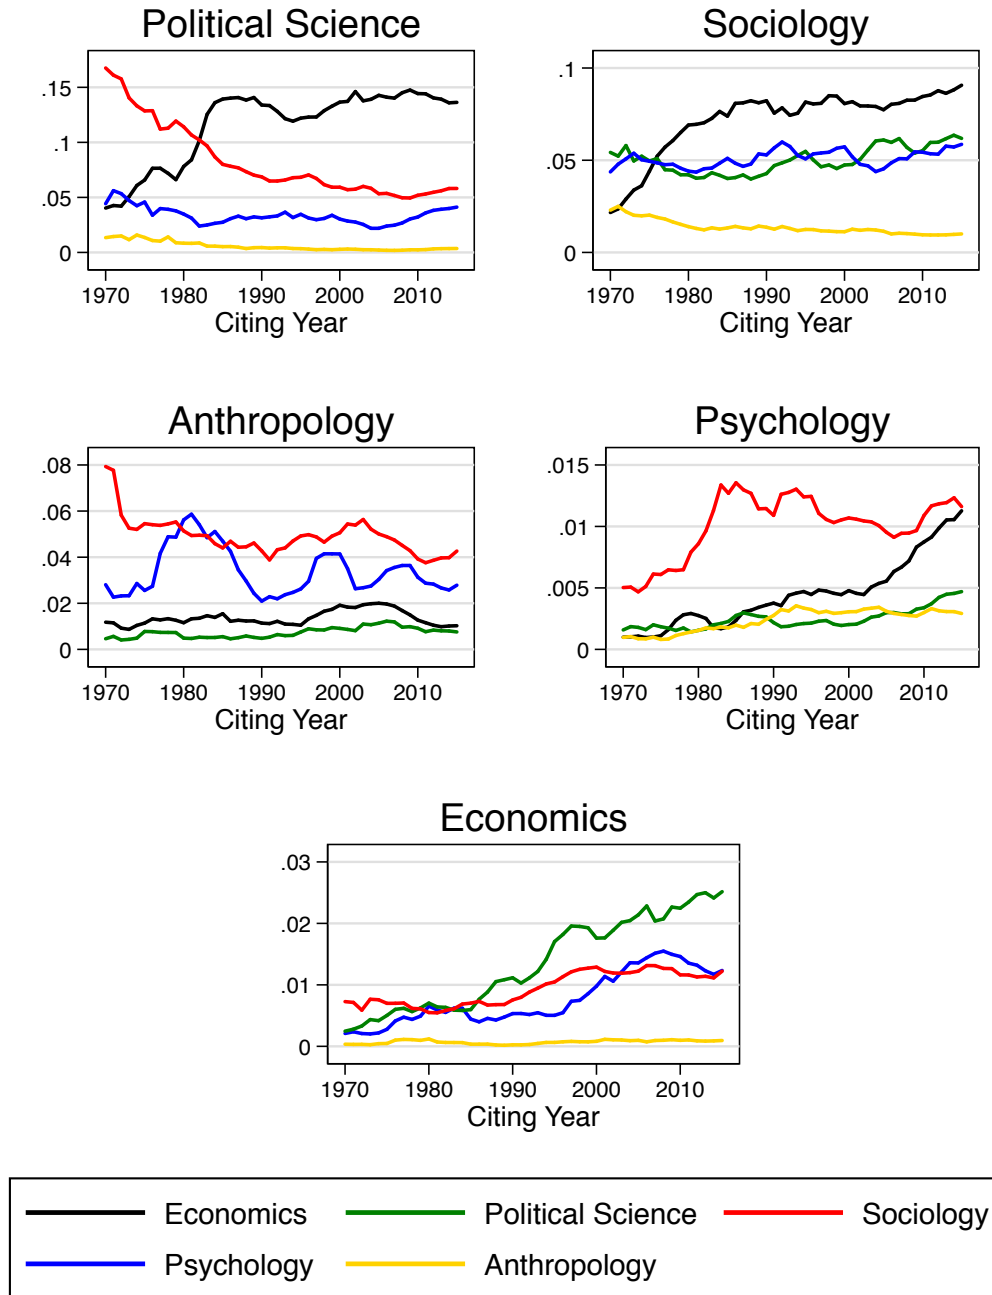 Political Science
.15
.1
.05
0
1970 1980 1990 2000 2010
Citing Year
Sociology
.1
.05
0
1970 1980 1990 2000 2010
Citing Year
Anthropology
.08
.06
.04
.02
0
1970 1980 1990 2000 2010
Citing Year
Psychology
.015
.01
.005
0
1970 1980 1990 2000 2010
Citing Year
Economics
.03
.02
.01
0
1970 1980 1990 2000 2010
Citing Year
Economics Political Science Sociology
Psychology Anthropology